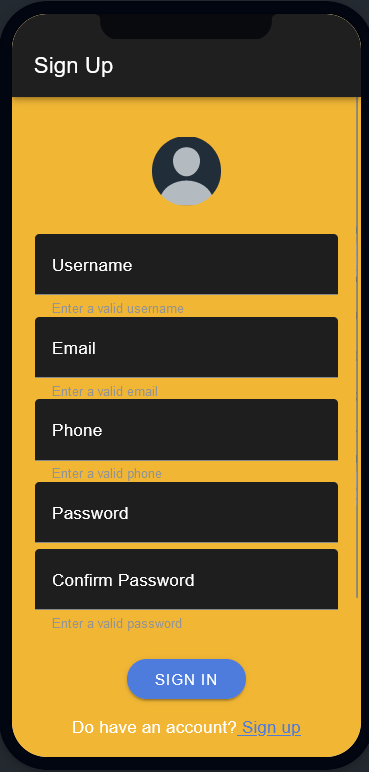 Sign Up
Username
Enter a valid username
Email
Enter a valid email
Phone
Enter a valid phone
Password
Confirm Password
Enter a valid password
SIGN IN
Do have an account? Sign up